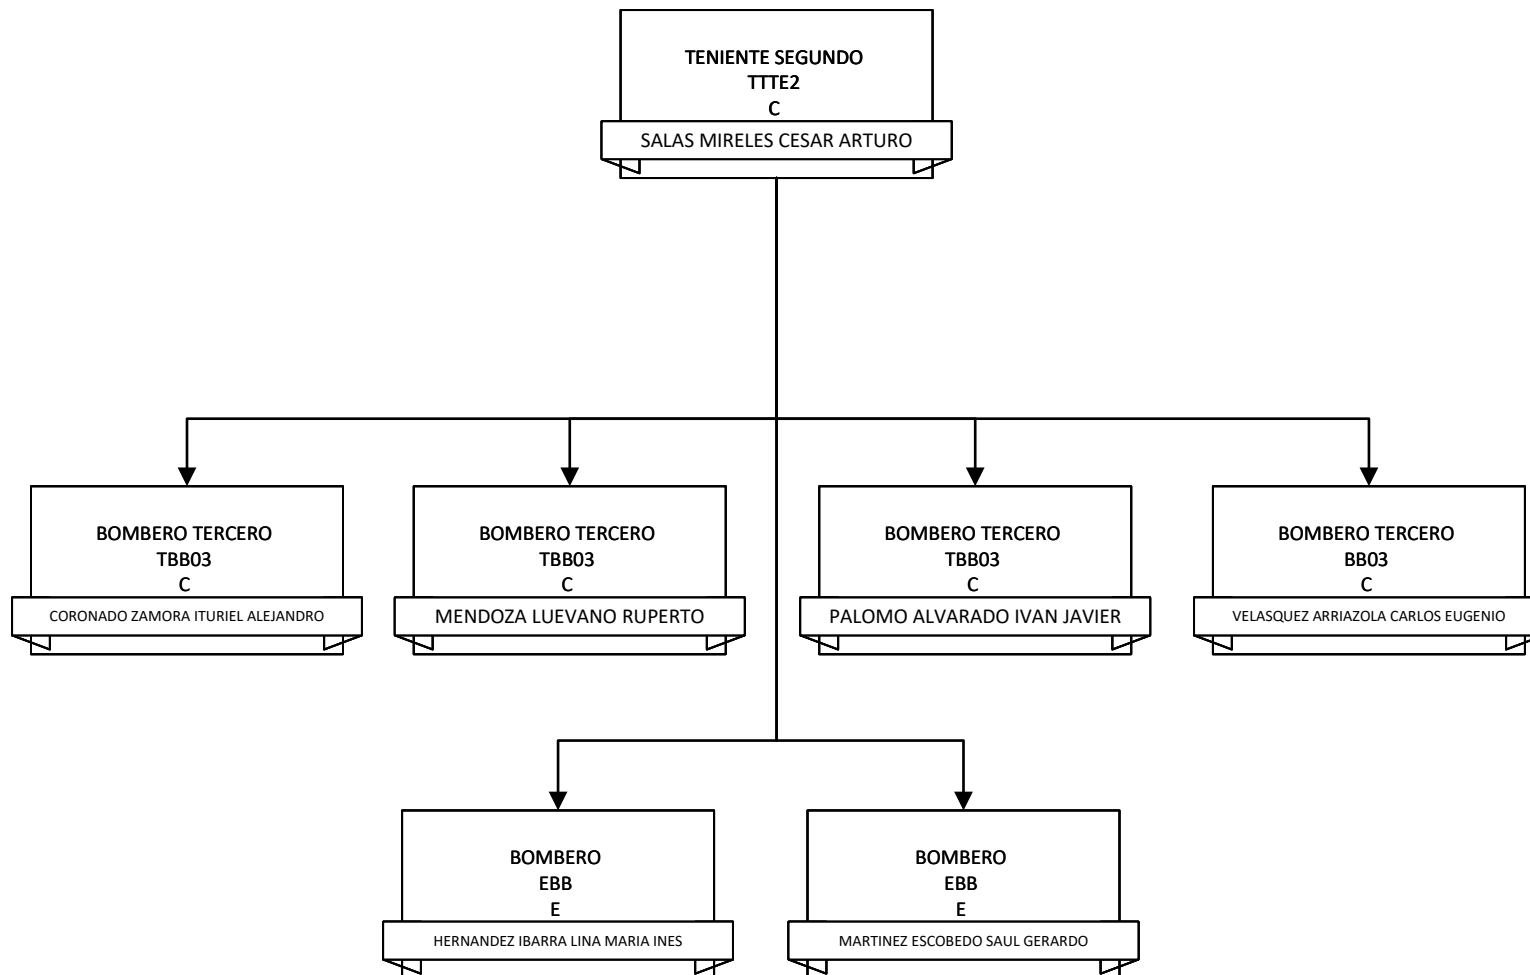 TENIENTE SEGUNDO
TTTE2
C
SALAS MIRELES CESAR ARTURO
BOMBERO TERCERO
TBB03
C
CORONADO ZAMORA ITURIEL ALEJANDRO
BOMBERO TERCERO
TBB03
C
MENDOZA LUEVANO RUPERTO
BOMBERO TERCERO
TBB03
C
PALOMO ALVARADO IVAN JAVIER
BOMBERO TERCERO
BB03
C
VELASQUEZ ARRIAZOLA CARLOS EUGENIO
BOMBERO
EBB
E
HERNANDEZ IBARRA LINA MARIA INES
BOMBERO
EBB
E
MARTINEZ ESCOBEDO SAUL GERARDO